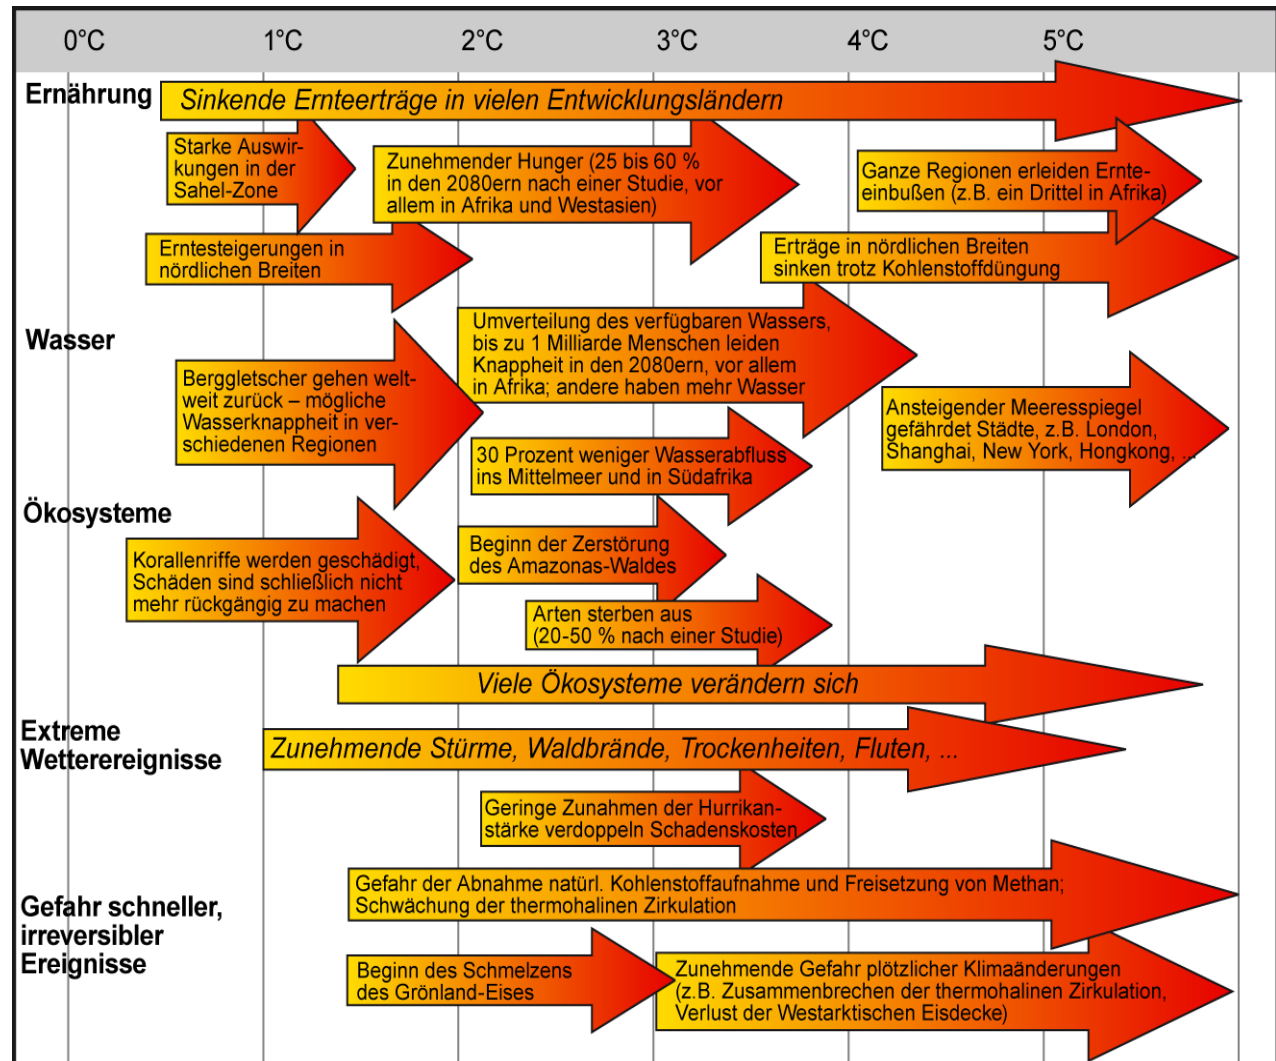 0°C 1°C 2°C 3°C 4°C 5°C
Ernährung
Sinkende Ernteerträge in vielen Entwicklungsländern
Starke Auswir-
kungen in der
Sahel-Zone
Zunehmender Hunger (25 bis 60 %
in den 2080ern nach einer Studie, vor
allem in Afrika und Westasien)
Ganze Regionen erleiden Ernte-
einbußen (z.B. ein Drittel in Afrika)
Erntesteigerungen in
nördlichen Breiten
Erträge in nördlichen Breiten
sinken trotz Kohlenstoffdüngung
Wasser
Umverteilung des verfügbaren Wassers,
bis zu 1 Milliarde Menschen leiden
Knappheit in den 2080ern, vor allem
in Afrika; andere haben mehr Wasser
Berggletscher gehen welt-
weit zurück – mögliche
Wasserknappheit in ver-
schiedenen Regionen
Ansteigender Meeresspiegel
gefährdet Städte, z.B. London,
Shanghai, New York, Hongkong, ...
30 Prozent weniger Wasserabfluss
ins Mittelmeer und in Südafrika
Ökosysteme
Korallenriffe werden geschädigt,
Schäden sind schließlich nicht
mehr rückgängig zu machen
Beginn der Zerstörung
des Amazonas-Waldes
Arten sterben aus
(20-50 % nach einer Studie)
Viele Ökosysteme verändern sich
Extreme
Wetterereignisse
Zunehmende Stürme, Waldbrände, Trockenheiten, Fluten, ...
Geringe Zunahmen der Hurrikan-
stärke verdoppeln Schadenskosten
Gefahr schneller,
irreversibler
Ereignisse
Gefahr der Abnahme natürl. Kohlenstoffaufnahme und Freisetzung von Methan;
Schwächung der thermohalinen Zirkulation
Beginn des Schmelzens
des Grönland-Eises
Zunehmende Gefahr plötzlicher Klimaänderungen
(z.B. Zusammenbrechen der thermohalinen Zirkulation,
Verlust der Westarktischen Eisdecke)